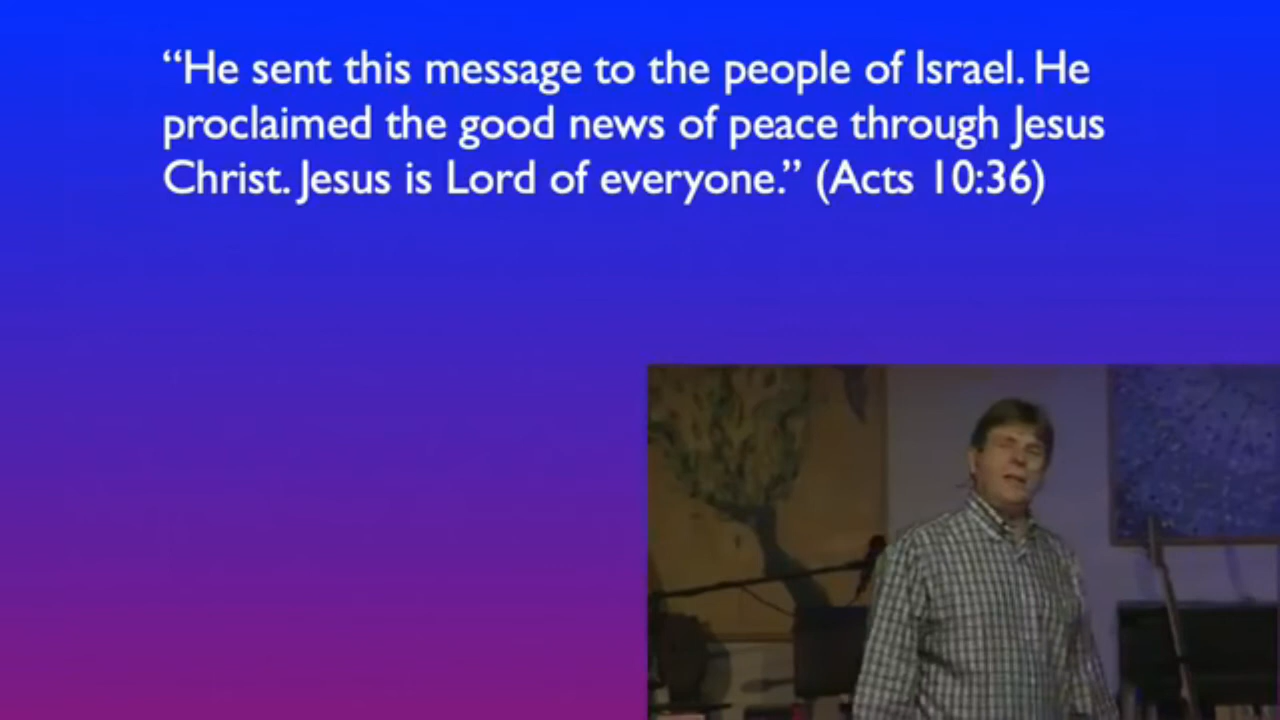 “He sent this message to the people of Israel. He
proclaimed the good news of peace through Jesus
Christ. Jesus is Lord of everyone.” (Acts 10:36)